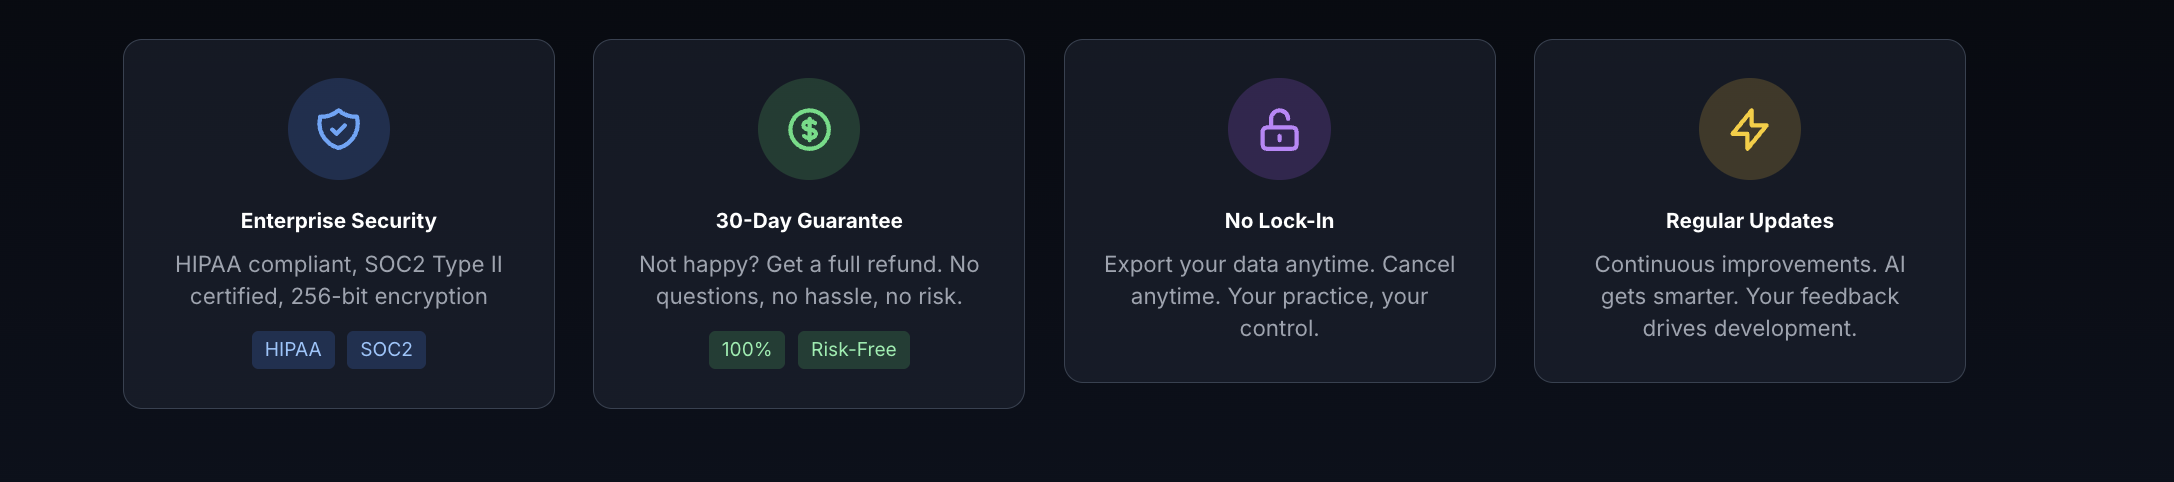 Enterprise Security
HIPAA compliant, SOC2 Type II
certified, 256-bit encryption
HIPAA
SOC2
30-Day Guarantee
Not happy? Get a full refund. No
questions, no hassle, no risk.
100%
Risk-Free
No Lock-In
Export your data anytime. Cancel
anytime. Your practice, your
control.
Regular Updates
Continuous improvements. AI
gets smarter. Your feedback
drives development.